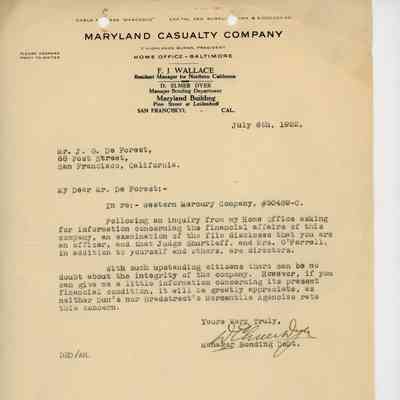 MARYLAND CASUALTY COMPANY
F. HIGHLANDS BURNS, PRESIDENT
HOME OFFICE - BALTIMORE
F. J. WALLACE
Resident Manager for Northern California
D. ELMER DYER
Manager Bonding Department
Maryland Building
Pine Street at Leidesdorff
SAN FRANCISCO, - CAL.
July 6th, 1922.
Mr. J. G. De Forest,
68 Post Street,
San Francisco, California.
My Dear Mr. De Forest:-
In re:- Western Mercury Company, #50489-C.
Following an inquiry from my Home Office asking
for information concerning the financial affairs of this
company, an examination of the file discloses that you are
an officer, and that Judge Shurtleff, and Mrs. O'Farrell,
in addition to yourself and others, are directors.
With such upstanding citizens there can be no
doubt about the integrity of the company. However, if you
can give me a little information concerning its present
financial condition, it will be greatly appreciate, as
neither Dun's nor Bradstreet's Mercantile Agencies rate
this concern.
Yours Very Truly,
D Elmer Dyer
Manager Bonding Dept.